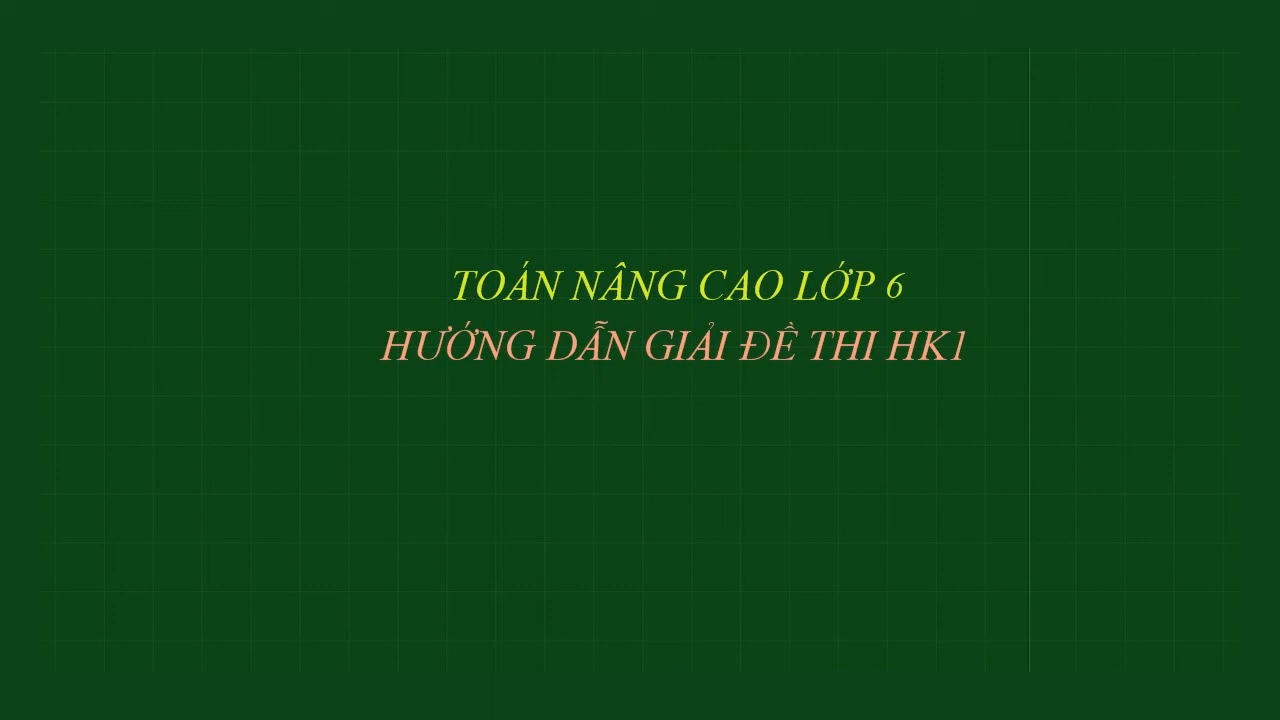 TOÁN NÂNG CAO LỚP 6
HƯỚNG DẪN GIẢI ĐỀ THI HK1